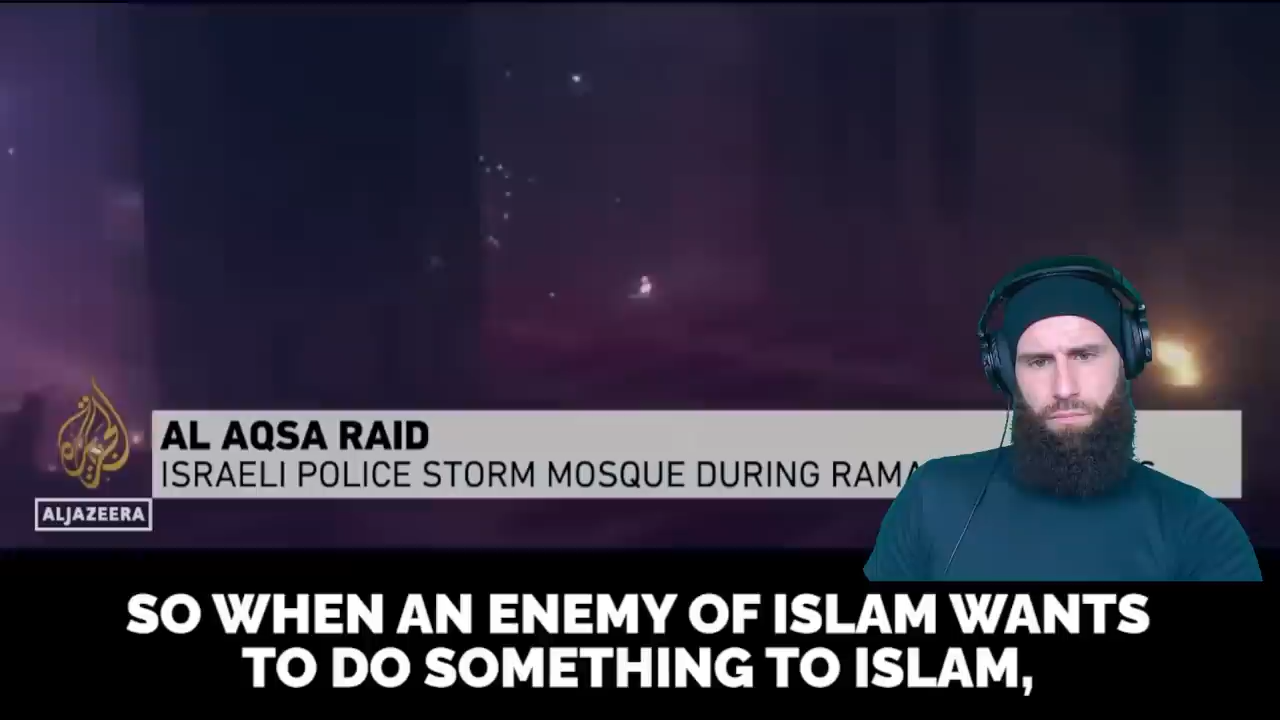 AL AQSA RAID
ISRAELI POLICE STORM MOSQUE DURING
ALJAZEERA
SO WHEN AN ENEMY OF ISLAM WANTS
TO DO SOMETHING TO ISLAM,